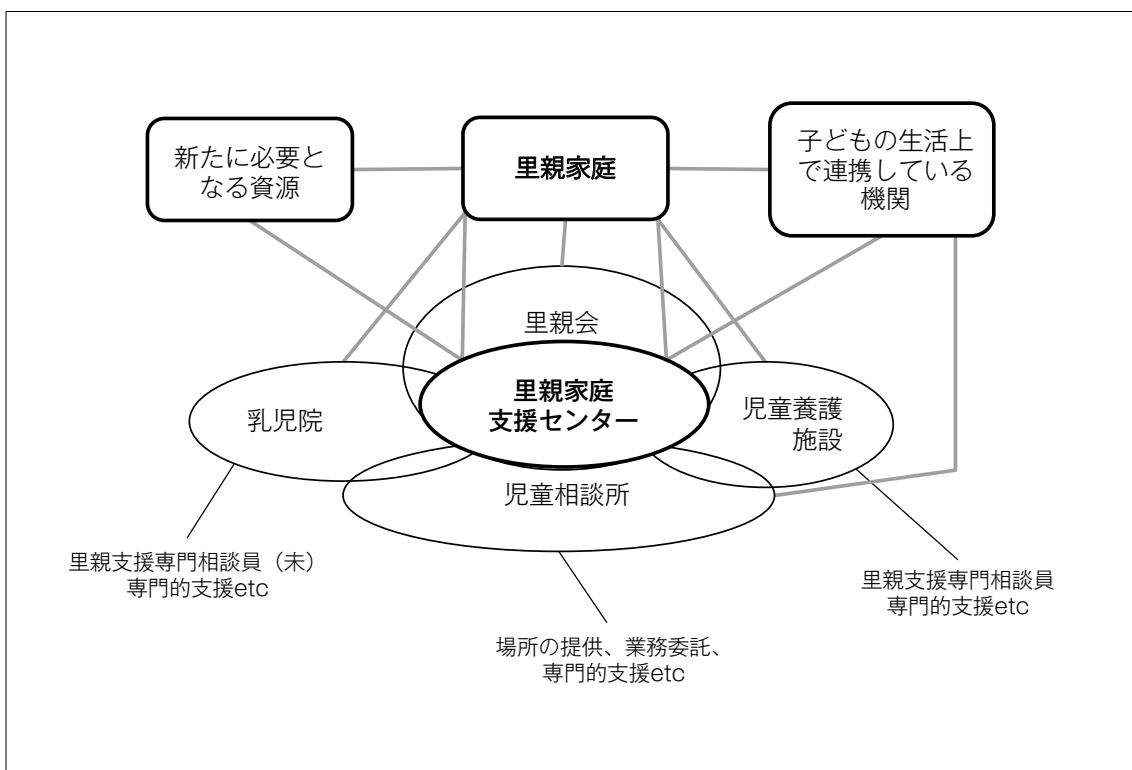 新たに必要と
なる資源
里親家庭
子どもの生活上
で連携している
機関
里親会
里親家庭
支援センター
乳児院
児童養護
施設
児童相談所
里親支援専門相談員（未）
専門的支援etc
里親支援専門相談員
専門的支援etc
場所の提供、業務委託、
専門的支援etc